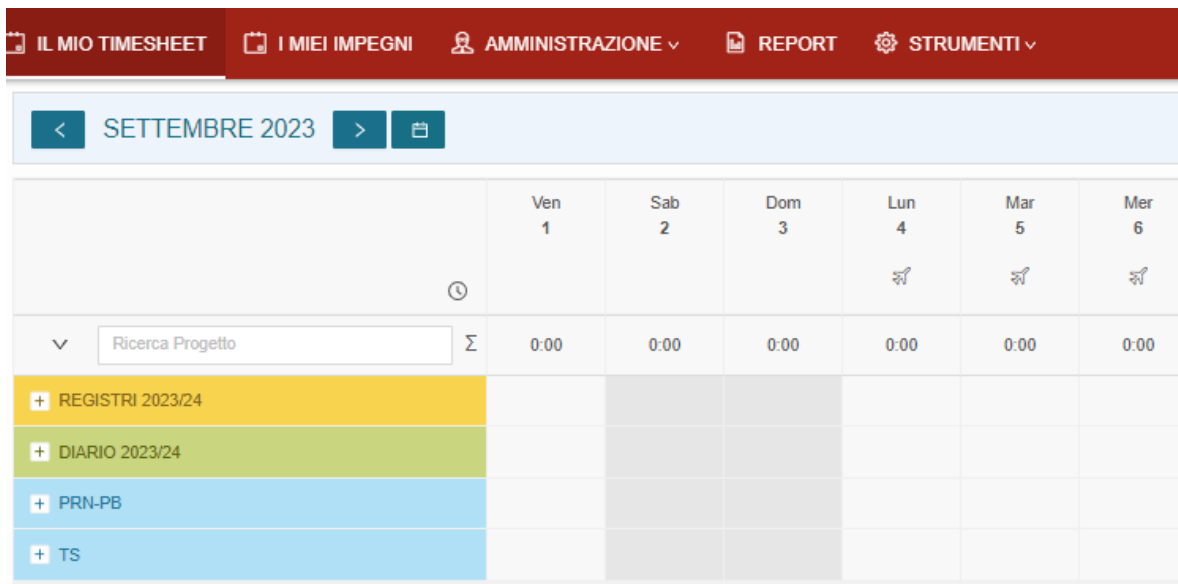 IL MIO TIMESHEET I MIEI IMPEGNI AMMINISTRAZIONE REPORT STRUMENTI
SETTEMBRE 2023
Ven Sab Dom Lun Mar Mer
1 2 3 4 5 6
Ricerca Progetto Σ 0:00 0:00 0:00 0:00 0:00 0:00
REGISTRI 2023/24
DIARIO 2023/24
PRN-PB
TS